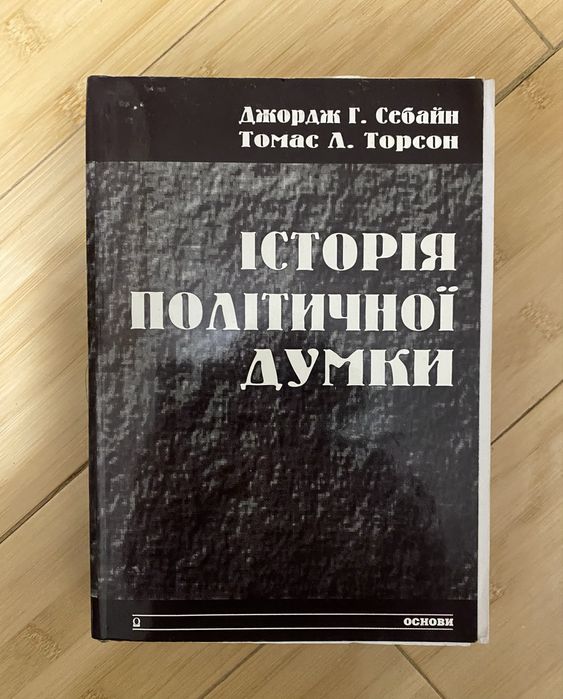 Джордж Г. Себайн
Томас Л. Торсон
ІСТОРІЯ
ПОЛІТИЧНОЇ
ДУМКИ
ОСНОВИ